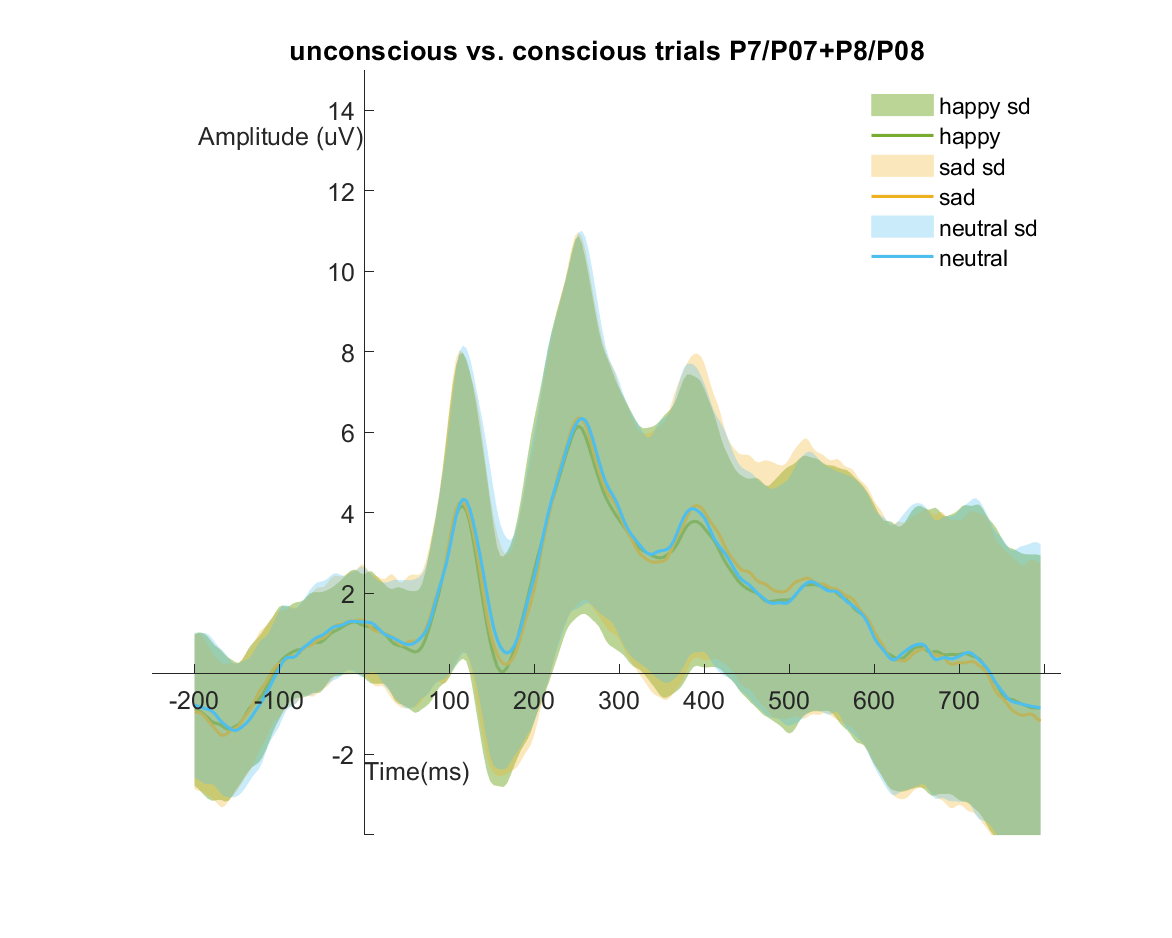 unconscious vs. conscious trials P7/P07+P8/P08
happy sd
happy
sad sd
sad
neutral sd
neutral
Amplitude (uV)
14
12
10
8
6
4
2
-2
-200
-100
100
200
300
400
500
600
700
Time(ms)